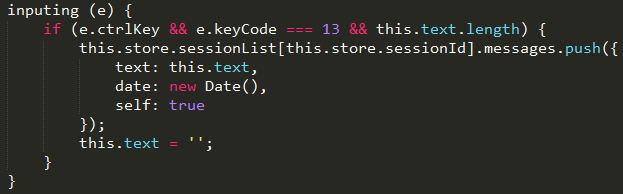 inputing (e) {
    if (e.ctrlKey && e.keyCode === 13 && this.text.length) {
        this.store.sessionList[this.store.sessionId].messages.push({
            text: this.text,
            date: new Date(),
            self: true
        });
        this.text = '';
    }
}